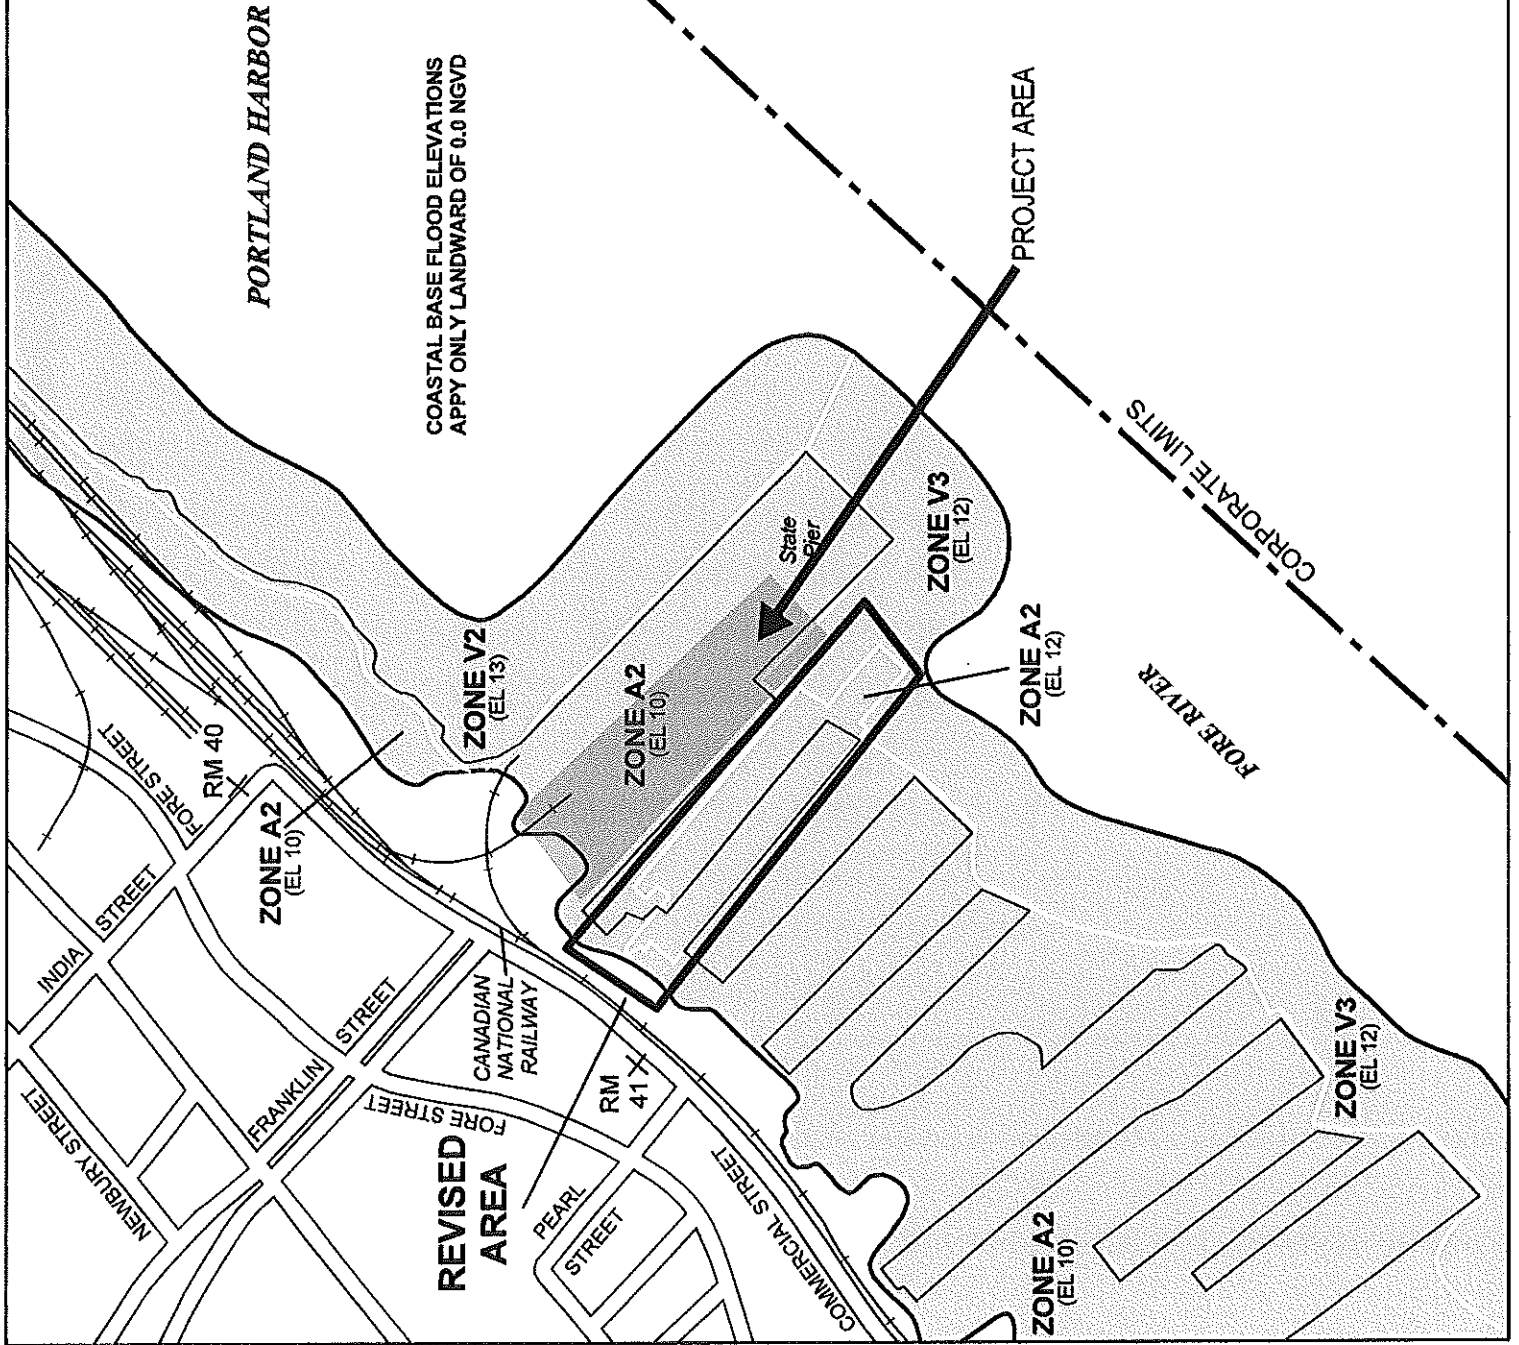 PORTLAND HARBOR
COASTAL BASE FLOOD ELEVATIONS
APPY ONLY LANDWARD OF 0.0 NGVD
PROJECT AREA
CORPORATE LIMITS
State
Pier
ZONE V3
(EL 12)
ZONE A2
(EL 12)
FORE RIVER
ZONE V2
(EL 13)
ZONE A2
(EL 10)
FORE STREET
RM 40
ZONE A2
(EL 10)
INDIA
STREET
FRANKLIN
STREET
NEWBURY STREET
CANADIAN
NATIONAL
RAILWAY
FORE STREET
RM
41
REVISED
AREA
PEARL
STREET
COMMERCIAL STREET
ZONE V3
(EL 12)
ZONE A2
(EL 10)